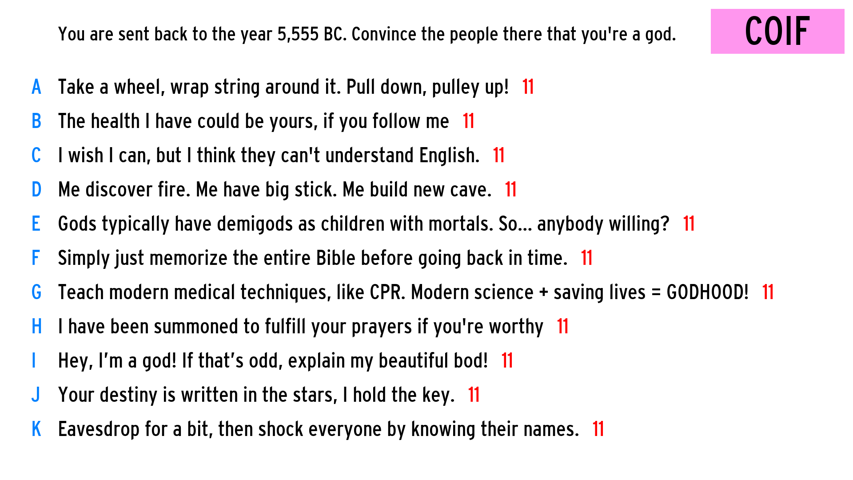 You are sent back to the year 5,555 BC. Convince the people there that you're a god.
COIF
A Take a wheel, wrap string around it. Pull down, pulley up! 11
B The health I have could be yours, if you follow me 11
C I wish I can, but I think they can't understand English. 11
D Me discover fire. Me have big stick. Me build new cave. 11
E Gods typically have demigods as children with mortals. So... anybody willing? 11
F Simply just memorize the entire Bible before going back in time. 11
G Teach modern medical techniques, like CPR. Modern science + saving lives = GODHOOD! 11
H I have been summoned to fulfill your prayers if you're worthy 11
I Hey, I’m a god! If that’s odd, explain my beautiful bod! 11
J Your destiny is written in the stars, I hold the key. 11
K Eavesdrop for a bit, then shock everyone by knowing their names. 11